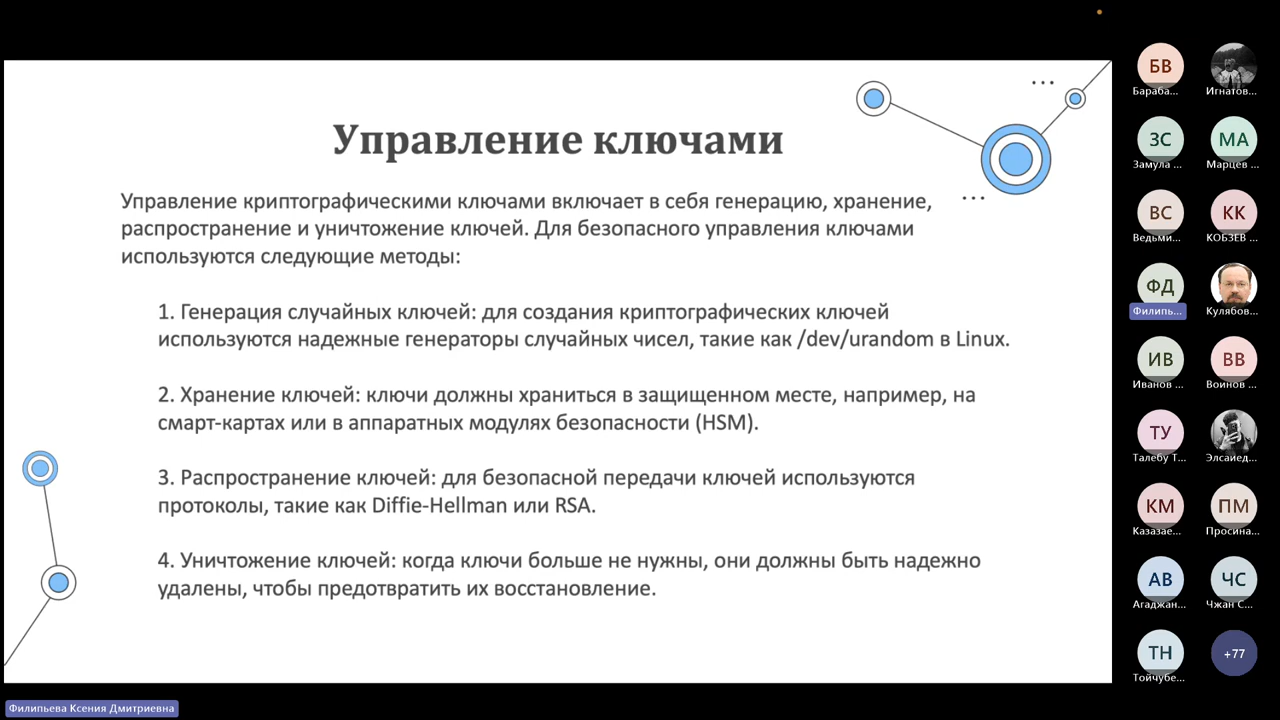 Управление ключами
Управление криптографическими ключами включает в себя генерацию, хранение,
распространение и уничтожение ключей. Для безопасного управления ключами
используются следующие методы:
1. Генерация случайных ключей: для создания криптографических ключей
используются надежные генераторы случайных чисел, такие как /dev/urandom в Linux.
2. Хранение ключей: ключи должны храниться в защищенном месте, например, на
смарт-картах или в аппаратных модулях безопасности (HSM).
3. Распространение ключей: для безопасной передачи ключей используются
протоколы, такие как Diffie-Hellman или RSA.
4. Уничтожение ключей: когда ключи больше не нужны, они должны быть надежно
удалены, чтобы предотвратить их восстановление.
Филипьева Ксения Дмитриевна
БВ
Бараба...
Игнатов...
ЗС
МА
Замула ...
Марцев ...
ВС
КК
Ведьми...
КОБЗЕВ ...
ФД
Филипь...
Кулябов...
ИВ
ВВ
Иванов ...
Воинов ...
ТУ
Талебу Т...
Элсаиед...
КМ
ПМ
Казазае...
Просина...
АВ
ЧС
Агаджан...
Чжан С...
ТН
+77
Тойчубе...